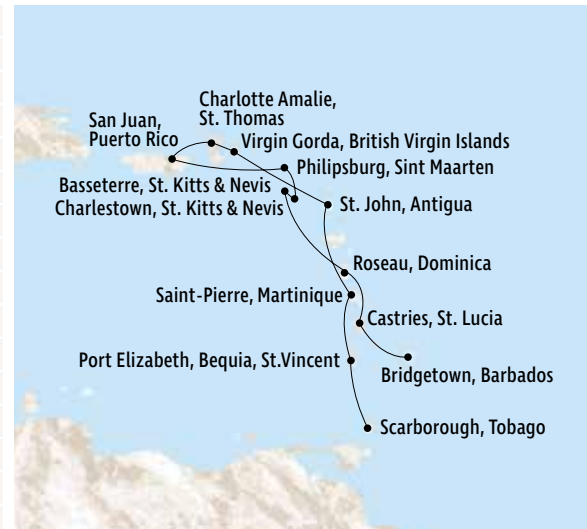 Charlotte Amalie,
St. Thomas
San Juan,
Puerto Rico
Virgin Gorda, British Virgin Islands
Philipsburg, Sint Maarten
Basseterre, St. Kitts & Nevis
Charlestown, St. Kitts & Nevis
St. John, Antigua
Roseau, Dominica
Saint-Pierre, Martinique
Castries, St. Lucia
Port Elizabeth, Bequia, St.Vincent
Bridgetown, Barbados
Scarborough, Tobago